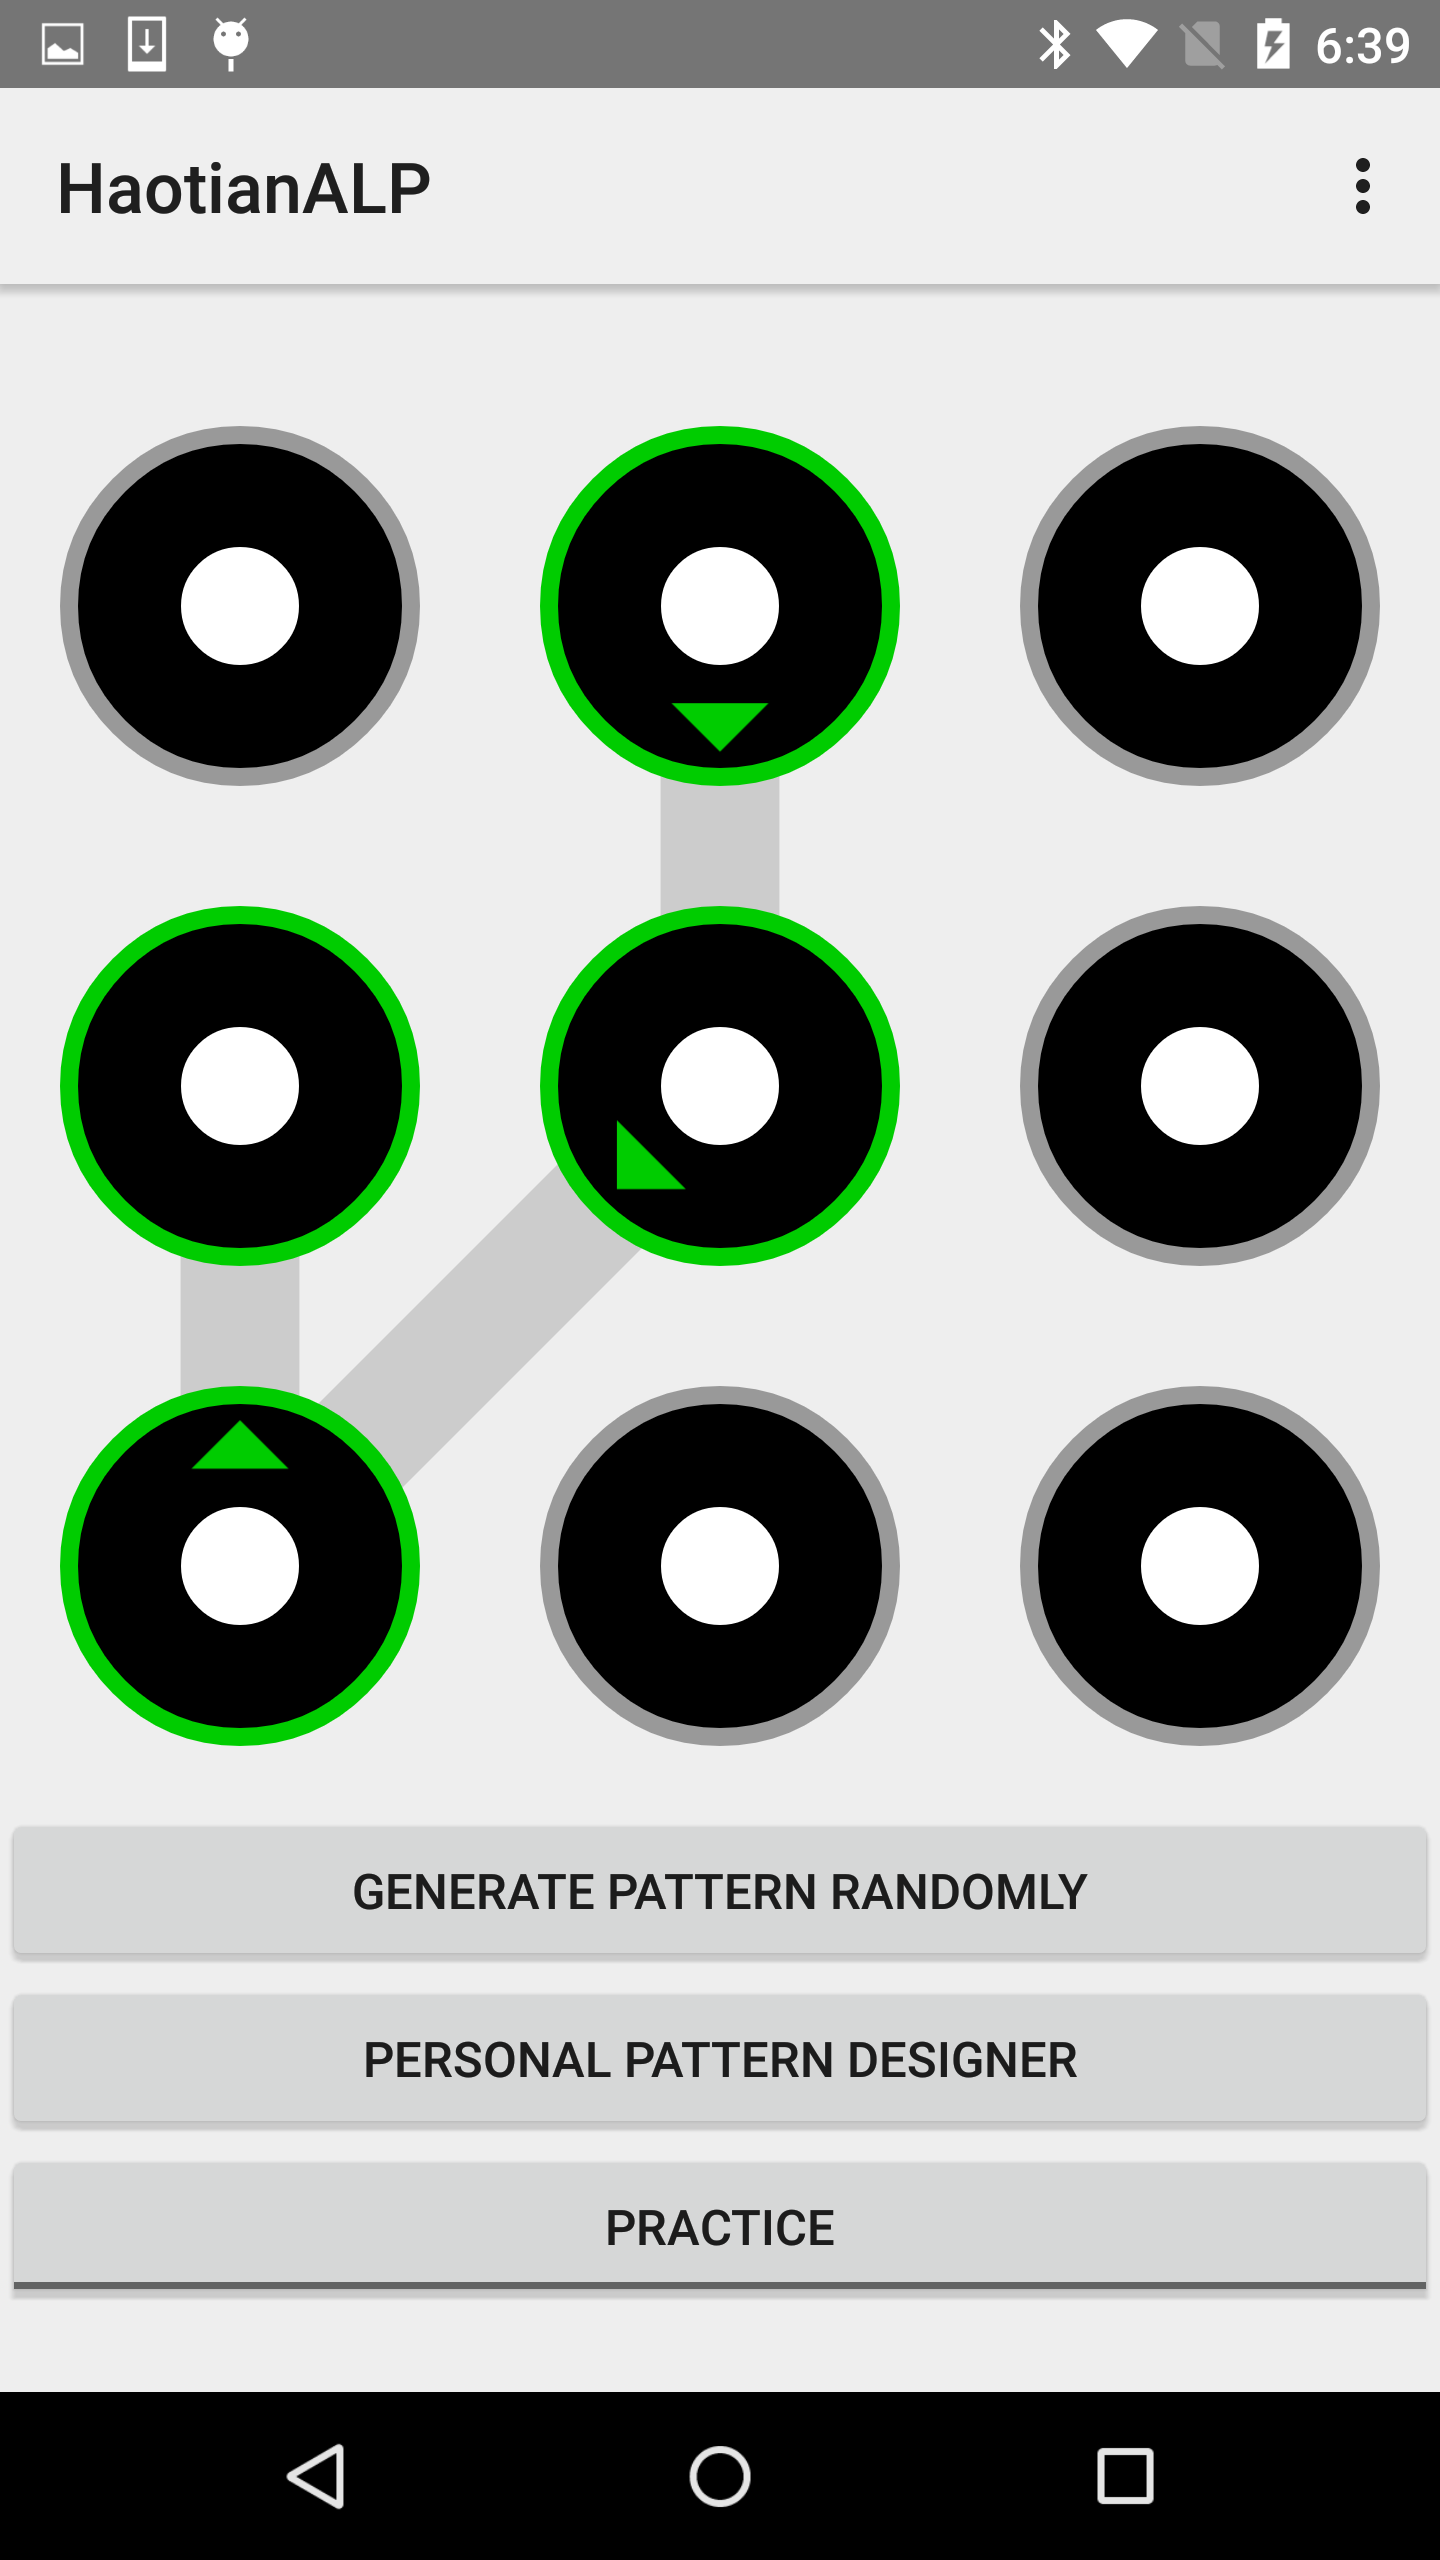 6:39
HaotianALP
GENERATE PATTERN RANDOMLY
PERSONAL PATTERN DESIGNER
PRACTICE